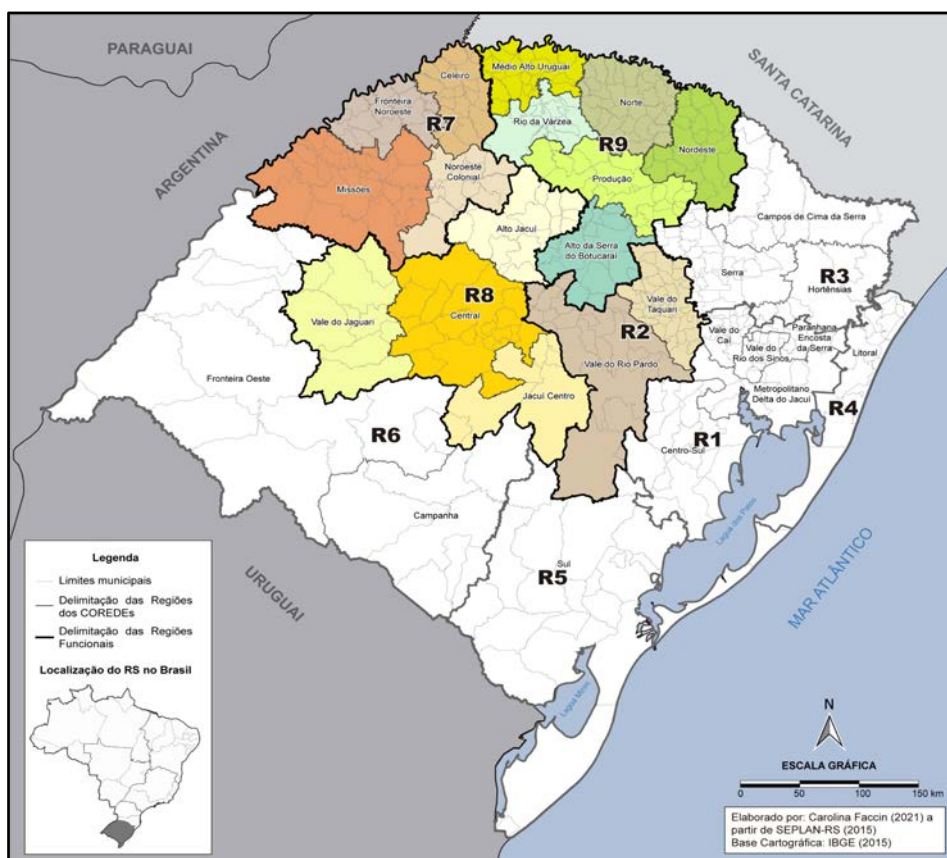 PARAGUAI
ARGENTINA
SANTA CATARINA
URUGUAI
MAR ATLÂNTICO
Médio Alto Uruguai
Celeiro
Fronteira
Noroeste
R7
Rio da Várzea
Norte
R9
Nordeste
Missões
Noroeste
Colonial
Produção
Alto Jacuí
Alto da Serra
do Botucaraí
Campos de Cima da Serra
Serra
R3
Hortênsias
Vale do Jaguari
R8
Central
R2
Vale do
Taquari
Vale do Rio Pardo
Vale do
Caí
Paranhana
Encosta
da Serra
Vale do
Rio dos Sinos
Litoral
Metropolitano
Delta do Jacuí
R4
Fronteira Oeste
Jacuí Centro
R6
R1
Centro-Sul
Campanha
Lagoa dos Patos
Sul
R5
Lagoa Mirim
Legenda
Limites municipais
Delimitação das Regiões
dos COREDEs
Delimitação das Regiões
Funcionais
Localização do RS no Brasil
N
ESCALA GRÁFICA
0 50 100 150 km
Elaborado por: Carolina Faccin (2021) a
partir de SEPLAN-RS (2015)
Base Cartográfica: IBGE (2015)